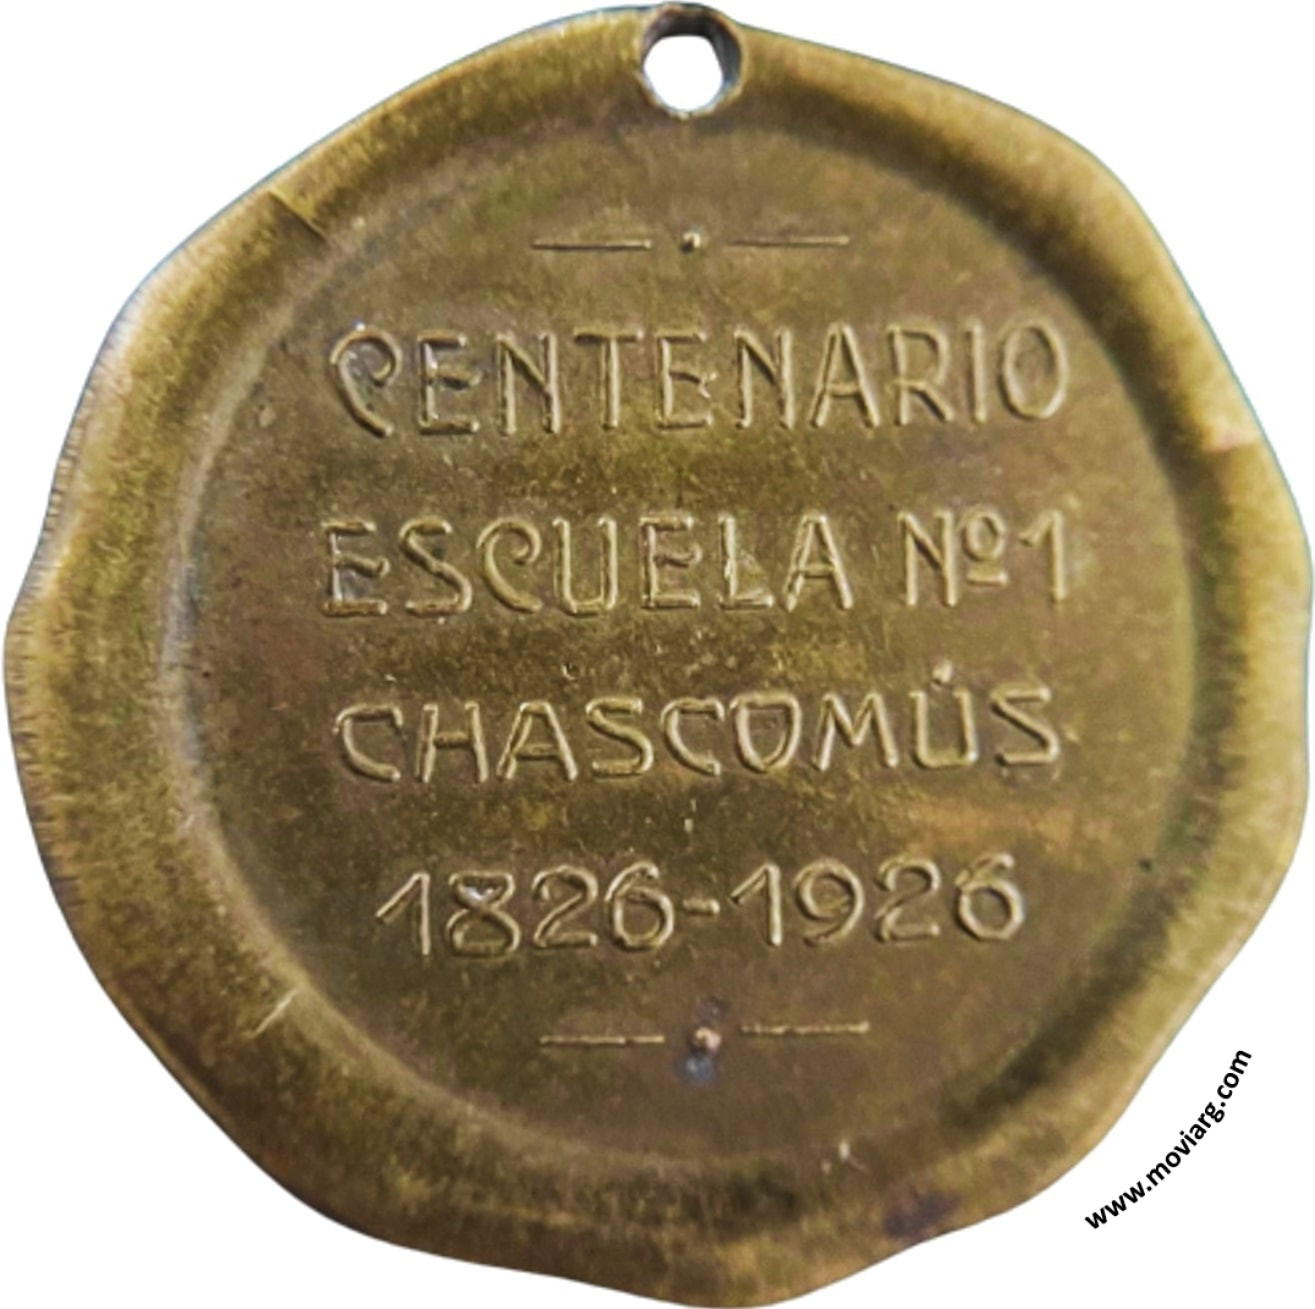 CENTENARIO
ESCUELA Nº1
CHASCOMÚS
1826-1926
www.moviarg.com